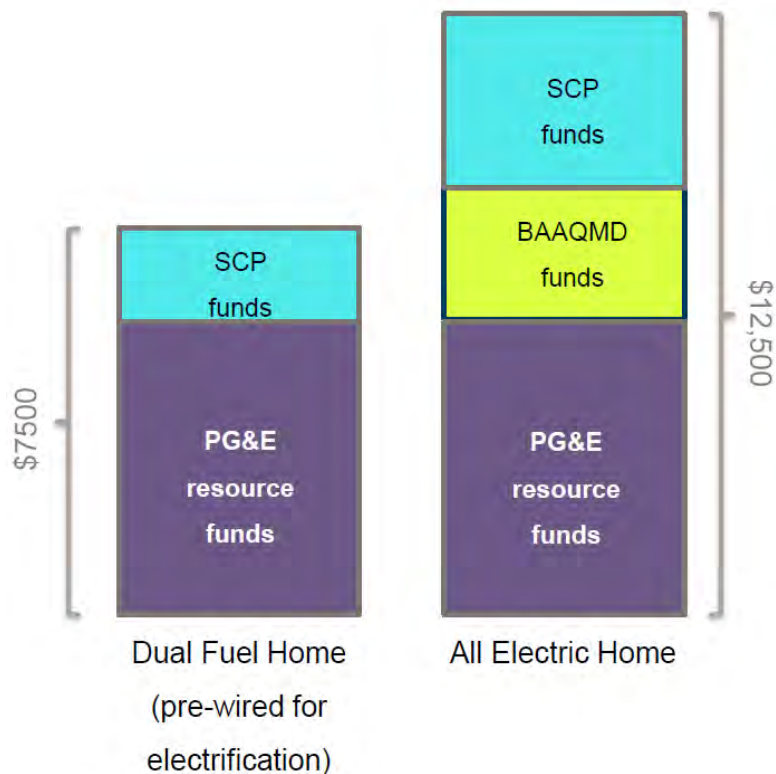 SCP
funds
BAAQMD
funds
PG&E
resource
funds
$12,500
SCP
funds
PG&E
resource
funds
$7500
Dual Fuel Home
(pre-wired for
electrification)
All Electric Home